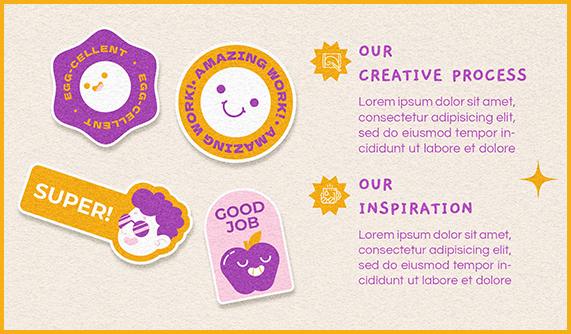 EGG-CELLENT • EGG-CELLENT •
AMAZING WORK! • AMAZING WORK! •
SUPER!
GOOD
JOB
OUR
CREATIVE PROCESS
Lorem ipsum dolor sit amet,
consectetur adipisicing elit,
sed do eiusmod tempor in-
cididunt ut labore et dolore
OUR
INSPIRATION
Lorem ipsum dolor sit amet,
consectetur adipisicing elit,
sed do eiusmod tempor in-
cididunt ut labore et dolore